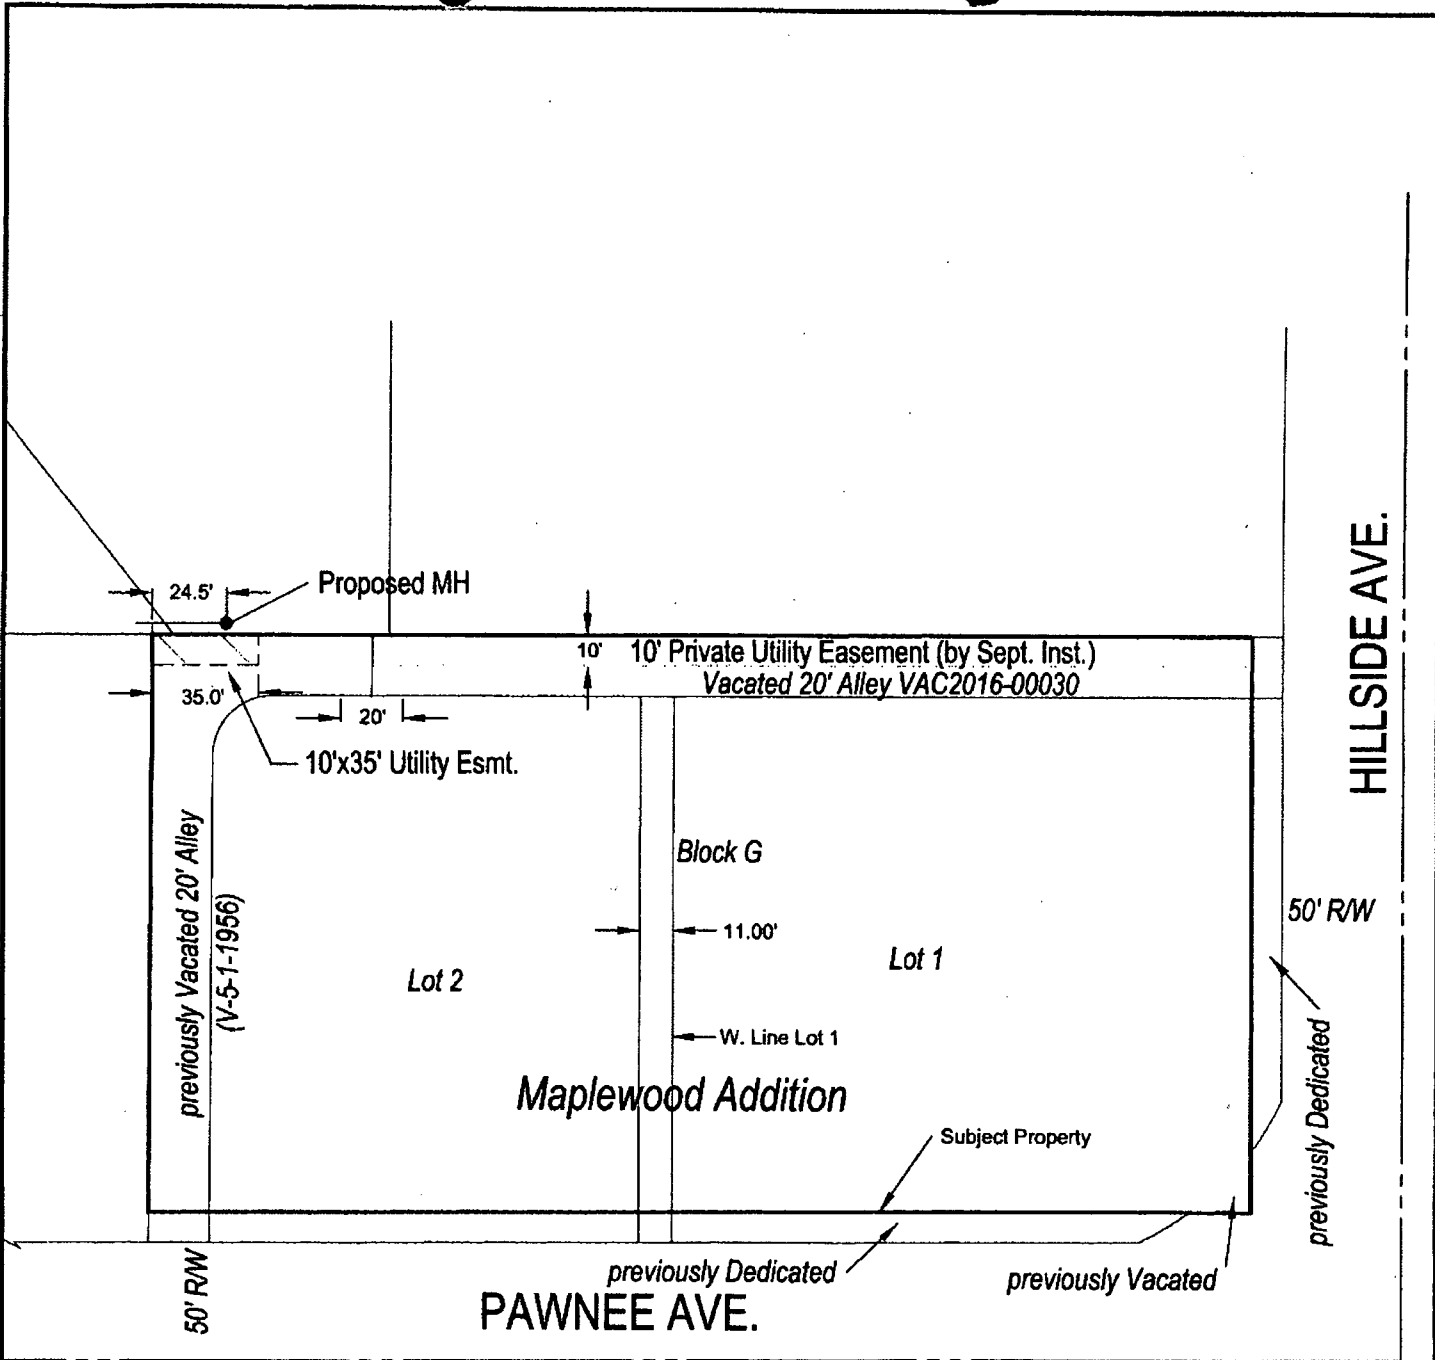 24.5'
Proposed MH
10'
10' Private Utility Easement (by Sept. Inst.)
Vacated 20' Alley VAC2016-00030
35.0'
20'
10'x35' Utility Esmt.
HILLSIDE AVE.
previously Vacated 20' Alley
(V-5-1-1956)
Block G
11.00'
50' R/W
Lot 2
Lot 1
W. Line Lot 1
Maplewood Addition
Subject Property
previously Dedicated
50' R/W
previously Dedicated
previously Vacated
PAWNEE AVE.